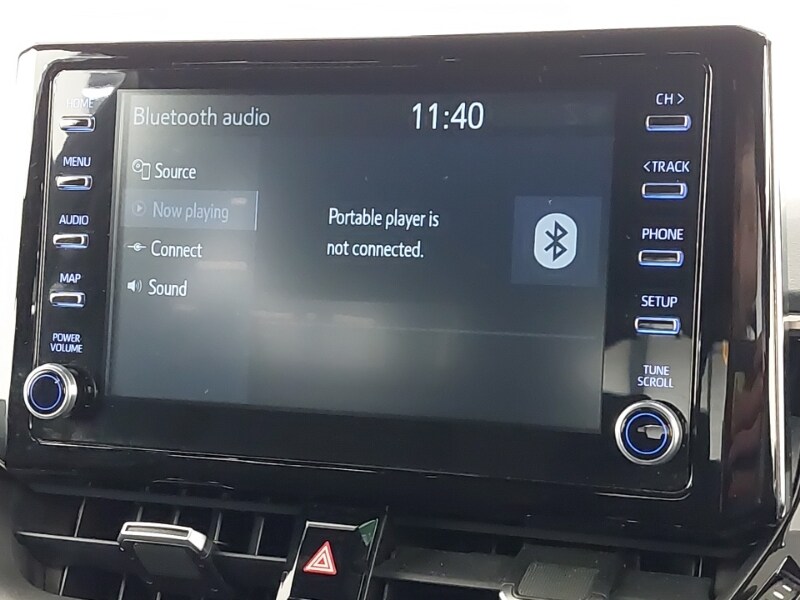 HOME
MENU
AUDIO
MAP
POWER
VOLUME
Bluetooth audio
11:40
Source
Now playing
Connect
Sound
Portable player is
not connected.
CH >
< TRACK
PHONE
SETUP
TUNE
SCROLL